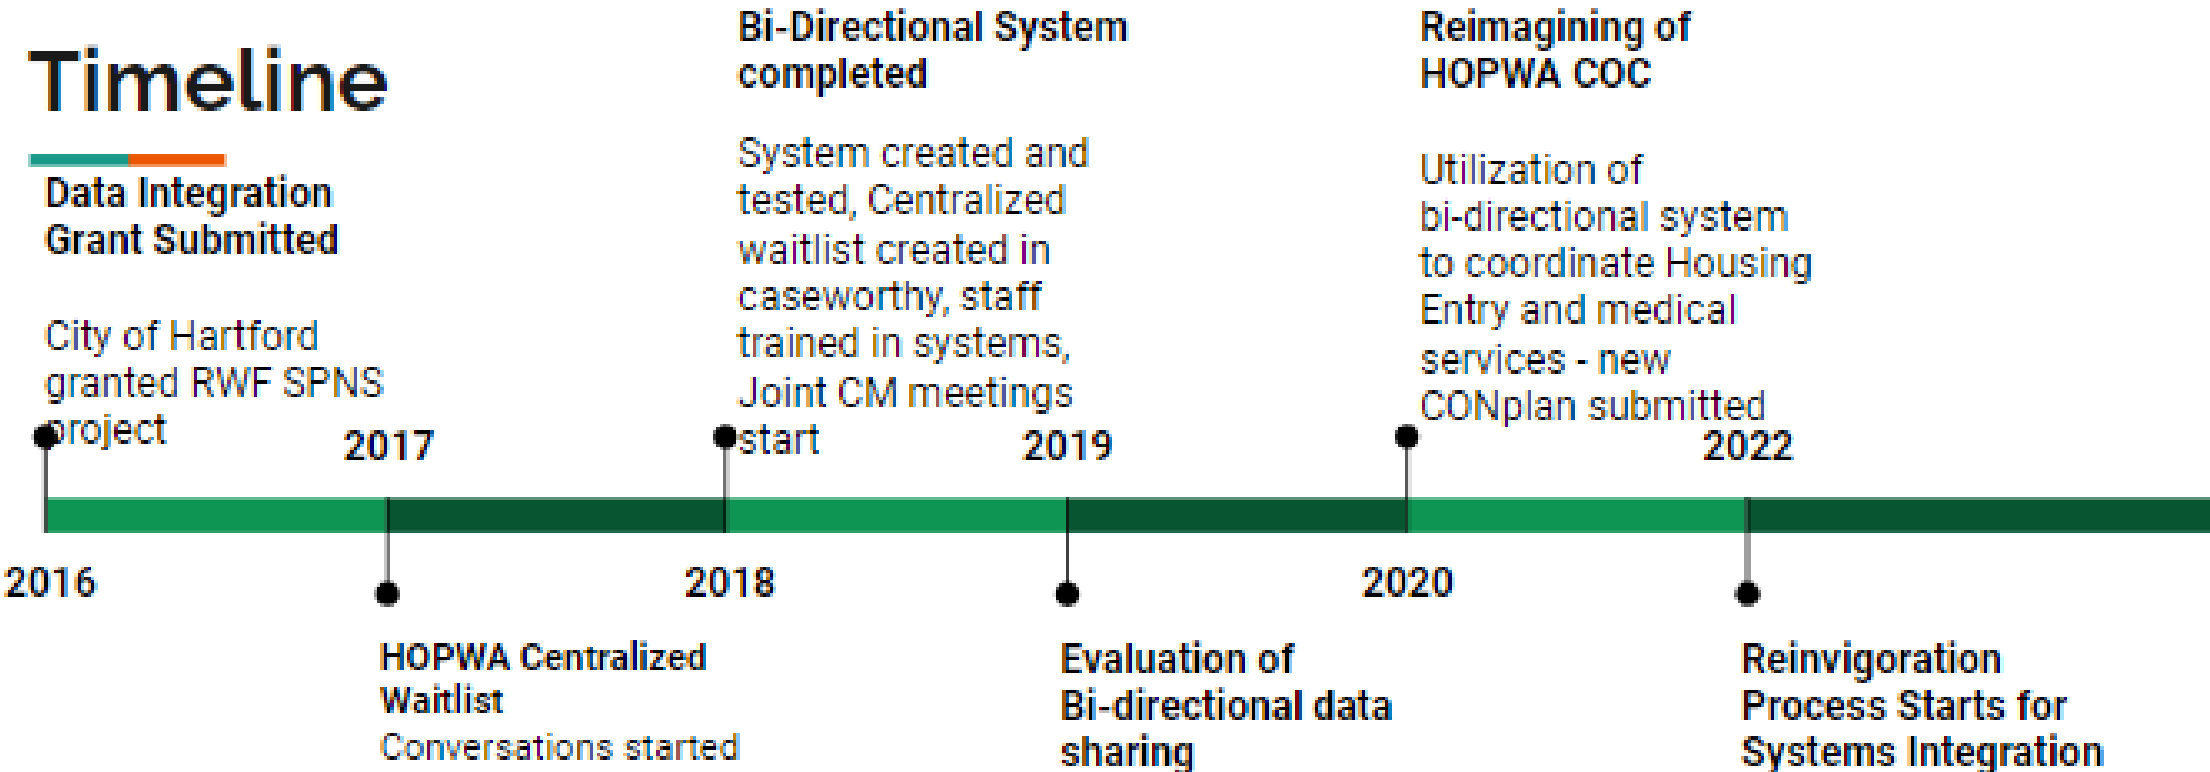 Timeline
Data Integration
Grant Submitted
City of Hartford
granted RWF SPNS
project
2016
2017
HOPWA Centralized
Waitlist
Conversations started
Bi-Directional System
completed
System created and
tested, Centralized
waitlist created in
caseworthy, staff
trained in systems,
Joint CM meetings
start
2018
2019
Evaluation of
Bi-directional data
sharing
Reimagining of
HOPWA COC
Utilization of
bi-directional system
to coordinate Housing
Entry and medical
services - new
CONplan submitted
2020
2022
Reinvigoration
Process Starts for
Systems Integration